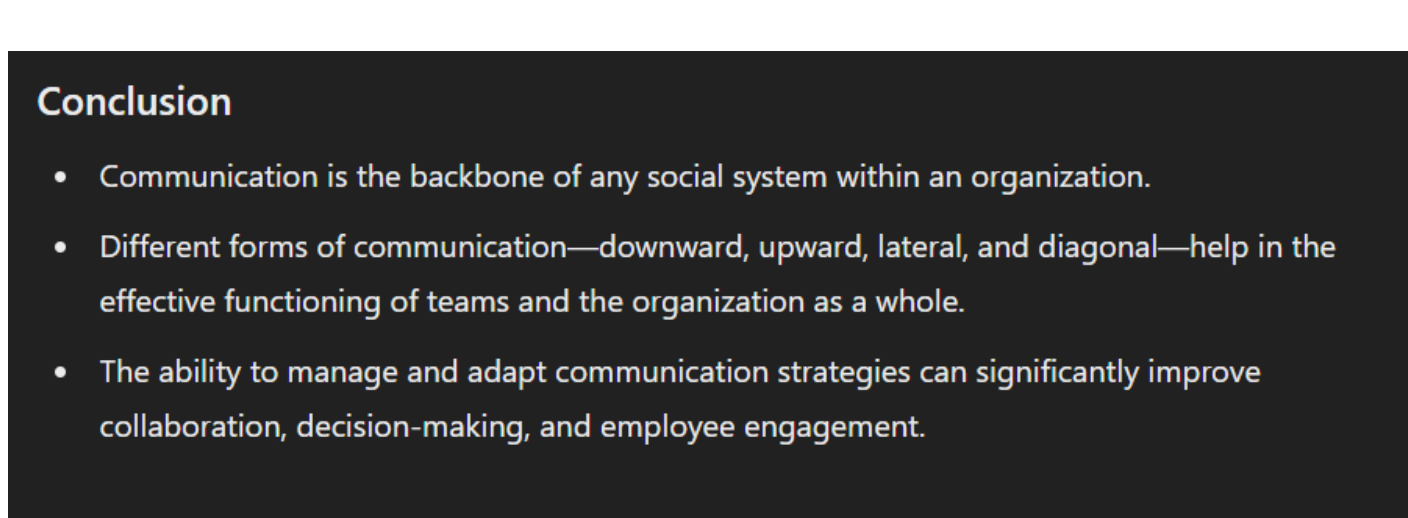 Conclusion
• Communication is the backbone of any social system within an organization.
• Different forms of communication—downward, upward, lateral, and diagonal—help in the
effective functioning of teams and the organization as a whole.
• The ability to manage and adapt communication strategies can significantly improve
collaboration, decision-making, and employee engagement.